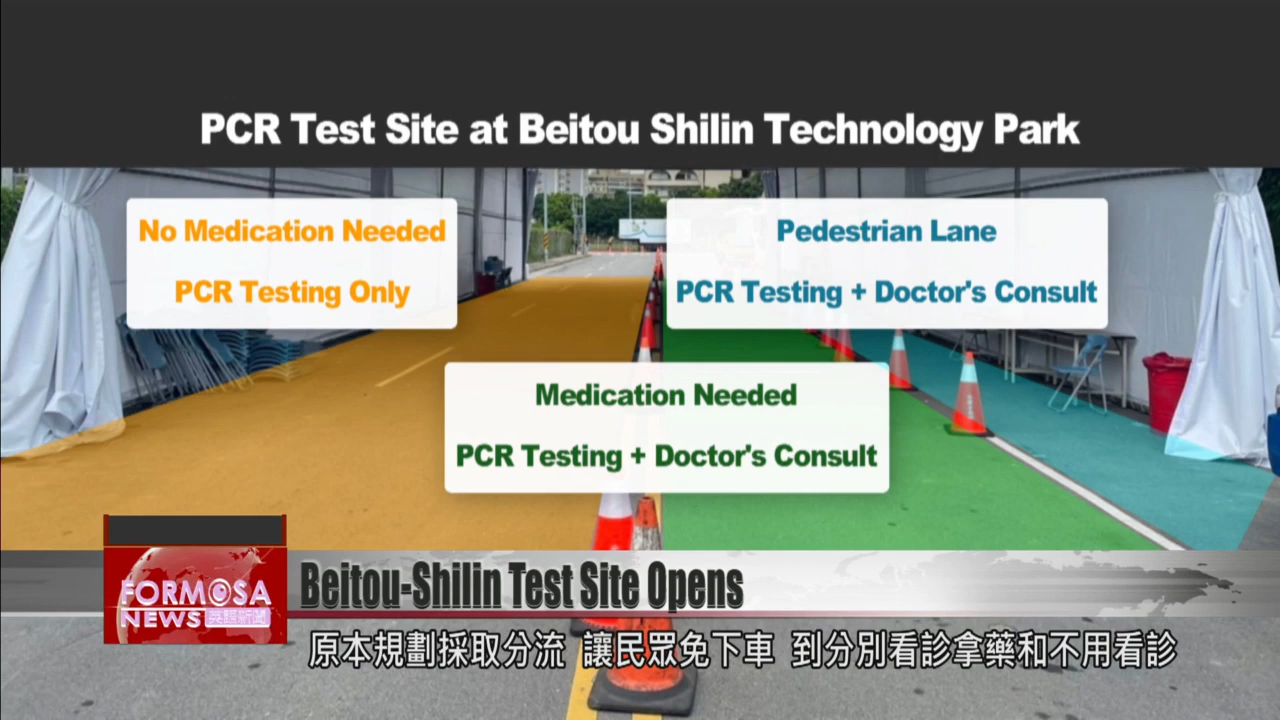 PCR Test Site at Beitou Shilin Technology Park
No Medication Needed
PCR Testing Only
Pedestrian Lane
PCR Testing + Doctor's Consult
Medication Needed
PCR Testing + Doctor's Consult
FORMOSA
NEWS 英語新聞
Beitou-Shilin Test Site Opens
原本規劃採取分流 讓民眾免下車 到分別看診拿藥和不用看診